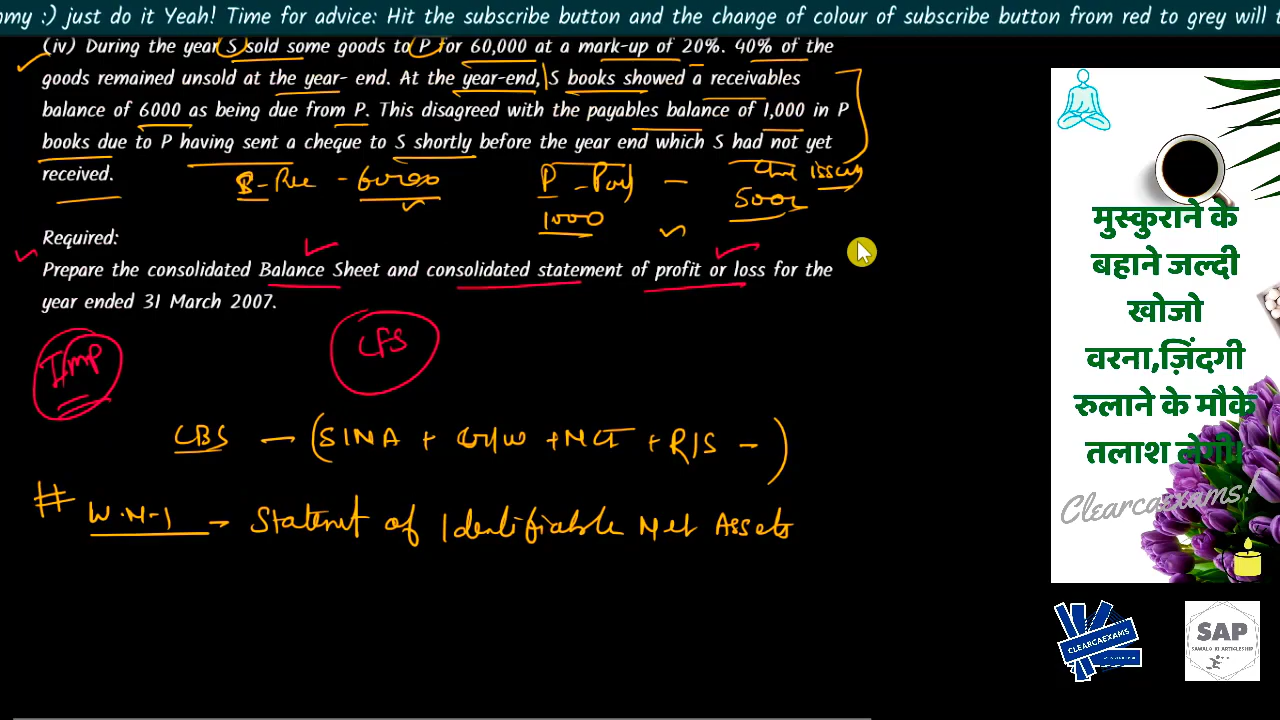 mmy :) just do it Yeah! Time for advice: Hit the subscribe button and the change of colour of subscribe button from red to grey will
(iv) During the year S sold some goods to P for 60,000 at a mark-up of 20%. 40% of the
goods remained unsold at the year- end. At the year-end, S books showed a receivables
balance of 6000 as being due from P. This disagreed with the payables balance of 1,000 in P
books due to P having sent a cheque to S shortly before the year end which S had not yet
received.
S-Rec - 6000
P - Pay -
1000
5000
Required:
Prepare the consolidated Balance Sheet and consolidated statement of profit or loss for the
year ended 31 March 2007.
Imp
CFS
CBS - (SINA + G/W + NCI + R/S - )
# W.N-1 - Statemet of Identifiable Net Assets
मुस्कुराने के
बहाने जल्दी
खोजो
वरना,ज़िंदगी
रुलाने के मौके
तलाश लेगी।
Clearcaexams!
CLEARCAEXAMS
SAP
SAMALO KI ARTICLESHIP